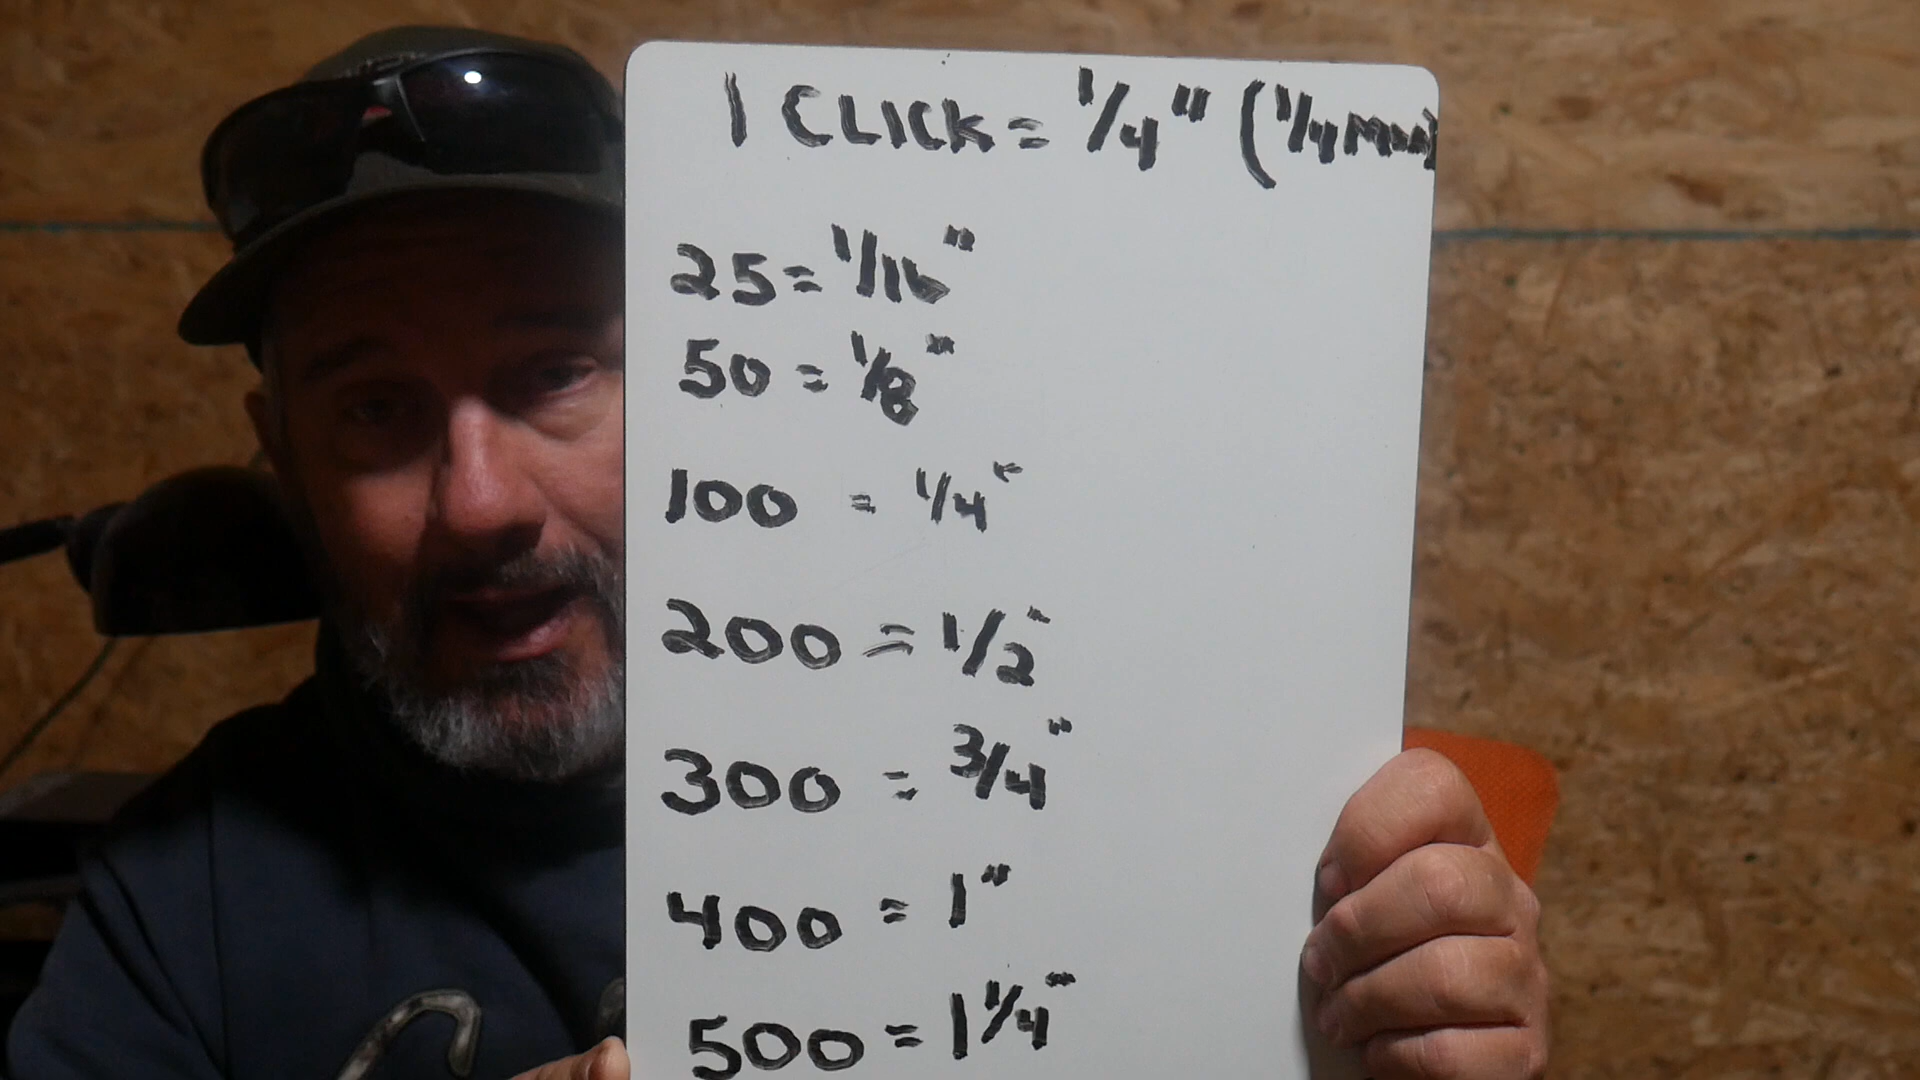 1 CLICK = 1/4" (1/4 MOA)
25 = 1/16"
50 = 1/8"
100 = 1/4"
200 = 1/2"
300 = 3/4"
400 = 1"
500 = 1 1/4"